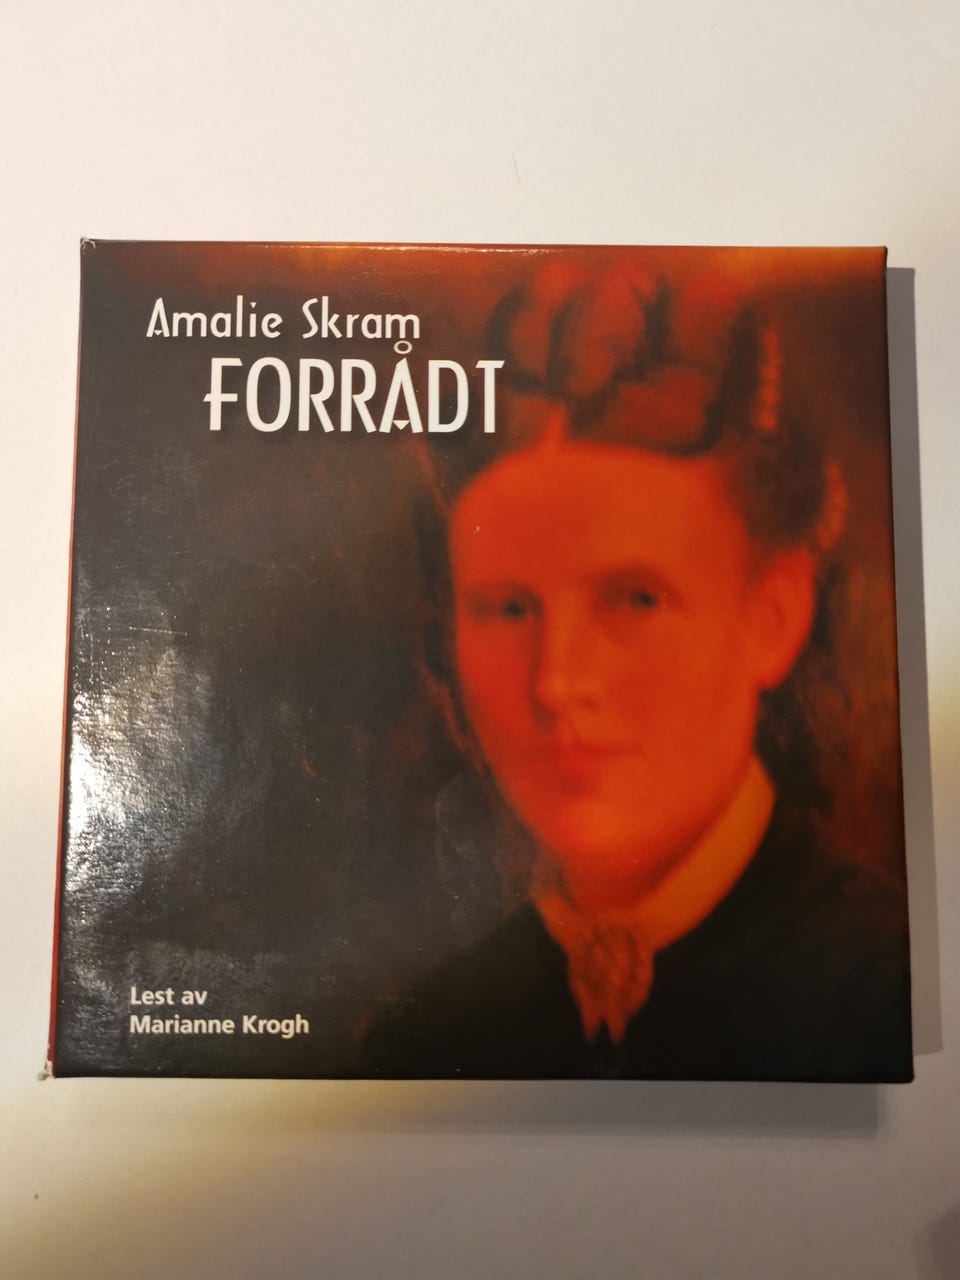 Amalie Skram
FORRÅDT
Lest av
Marianne Krogh